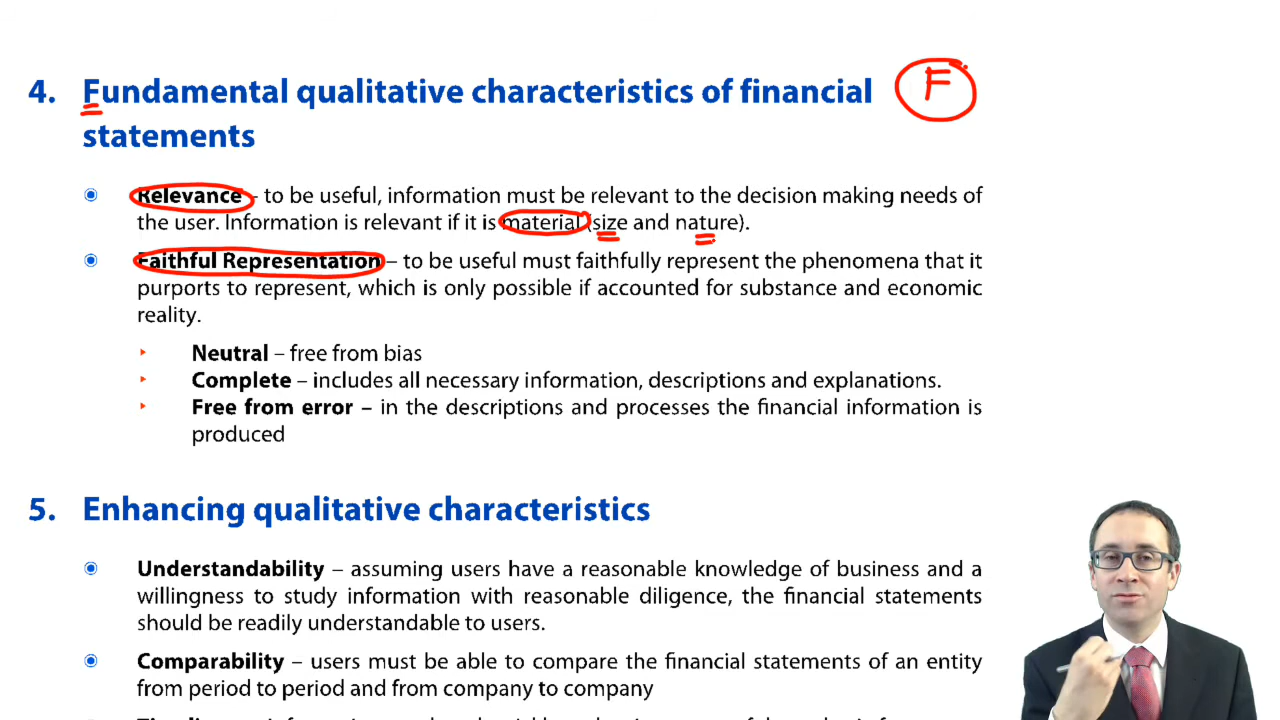 4. Fundamental qualitative characteristics of financial F
statements
Relevance - to be useful, information must be relevant to the decision making needs of
the user. Information is relevant if it is material (size and nature).
Faithful Representation – to be useful must faithfully represent the phenomena that it
purports to represent, which is only possible if accounted for substance and economic
reality.
Neutral – free from bias
Complete – includes all necessary information, descriptions and explanations.
Free from error – in the descriptions and processes the financial information is
produced
5. Enhancing qualitative characteristics
Understandability – assuming users have a reasonable knowledge of business and a
willingness to study information with reasonable diligence, the financial statements
should be readily understandable to users.
Comparability – users must be able to compare the financial statements of an entity
from period to period and from company to company